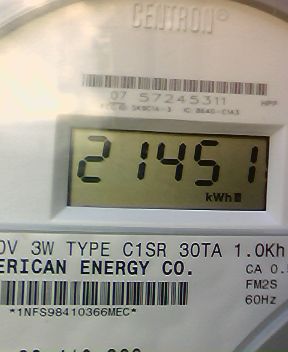 CENTRON®
07 57245311 HPP
21451
kWh
0V 3W TYPE C1SR 30TA 1.0Kh
ERICAN ENERGY CO. CA 0.
FM2S
*1NFS98410366MEC* 60Hz